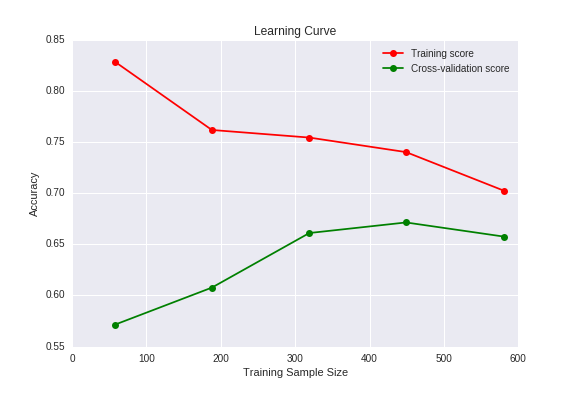 Learning Curve
0.85
Training score
Cross-validation score
0.80
0.75
0.70
Accuracy
0.65
0.60
0.55
0 100 200 300 400 500 600
Training Sample Size